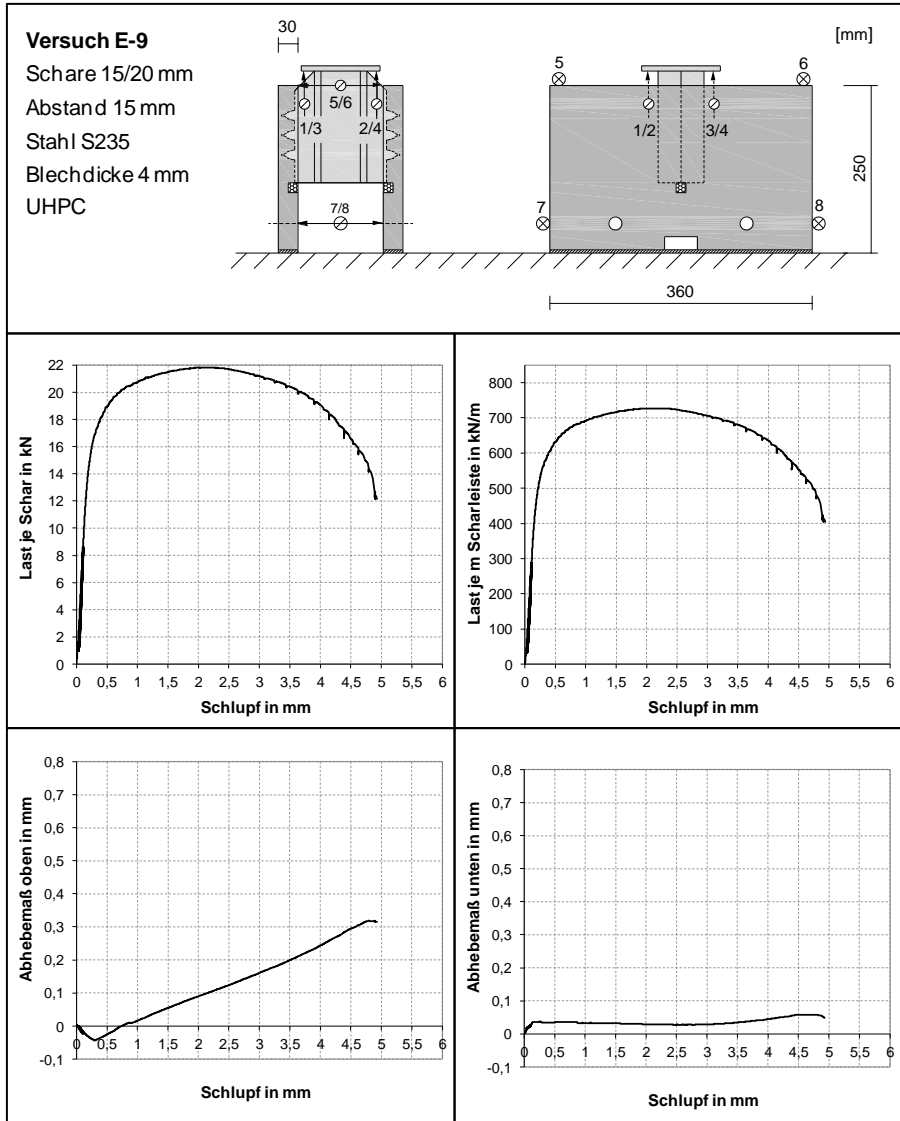 Versuch E-9
Schare 15/20 mm
Abstand 15 mm
Stahl S235
Blechdicke 4 mm
UHPC
30
5/6
1/3 2/4
7/8
[mm]
5 6
1/2 3/4
7 8
250
360
Last je Schar in kN
22
20
18
16
14
12
10
8
6
4
2
0
0 0,5 1 1,5 2 2,5 3 3,5 4 4,5 5 5,5 6
Schlupf in mm
Last je m Scharleiste in kN/m
800
700
600
500
400
300
200
100
0
0 0,5 1 1,5 2 2,5 3 3,5 4 4,5 5 5,5 6
Schlupf in mm
Abhebemaß oben in mm
0,8
0,7
0,6
0,5
0,4
0,3
0,2
0,1
0
-0,1
0 0,5 1 1,5 2 2,5 3 3,5 4 4,5 5 5,5 6
Schlupf in mm
Abhebemaß unten in mm
0,8
0,7
0,6
0,5
0,4
0,3
0,2
0,1
0
-0,1
0 0,5 1 1,5 2 2,5 3 3,5 4 4,5 5 5,5 6
Schlupf in mm